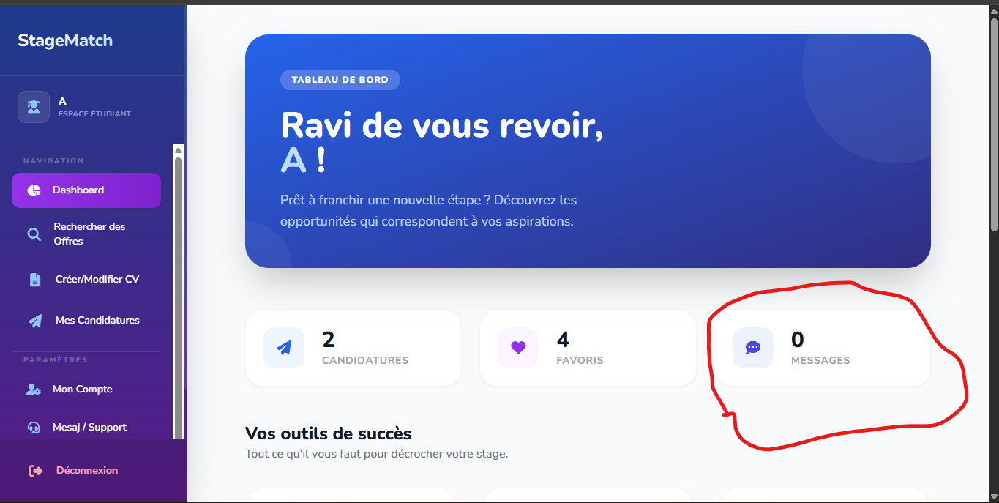 StageMatch
A
ESPACE ÉTUDIANT
NAVIGATION
Dashboard
Rechercher des
Offres
Créer/Modifier CV
Mes Candidatures
PARAMÈTRES
Mon Compte
Mesaj / Support
Déconnexion
TABLEAU DE BORD
Ravi de vous revoir,
A !
Prêt à franchir une nouvelle étape ? Découvrez les
opportunités qui correspondent à vos aspirations.
2
CANDIDATURES
4
FAVORIS
0
MESSAGES
Vos outils de succès
Tout ce qu'il vous faut pour décrocher votre stage.